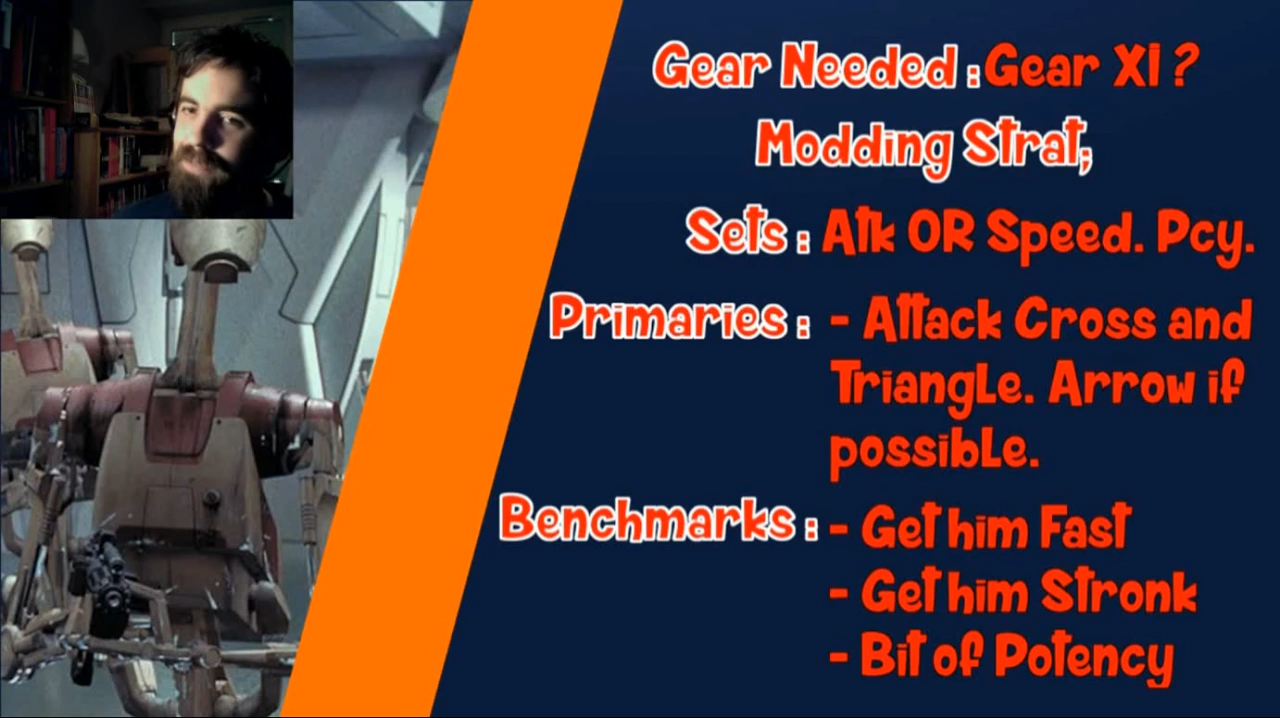 Gear Needed : Gear XI ?
Modding Strat;
Sets : Atk OR Speed. Pcy.
Primaries : - Attack Cross and
Triangle. Arrow if
possible.
Benchmarks : - Get him Fast
- Get him Stronk
- Bit of Potency